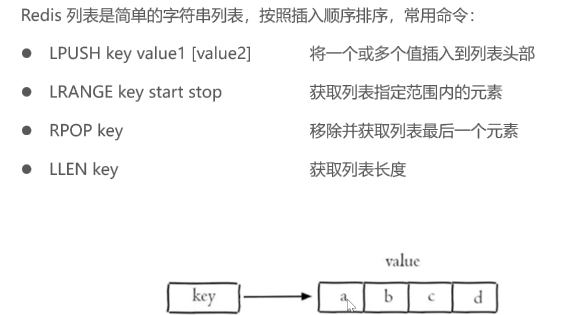 Redis 列表是简单的字符串列表，按照插入顺序排序，常用命令：
● LPUSH key value1 [value2] 将一个或多个值插入到列表头部
● LRANGE key start stop 获取列表指定范围内的元素
● RPOP key 移除并获取列表最后一个元素
● LLEN key 获取列表长度
value
key a b c d